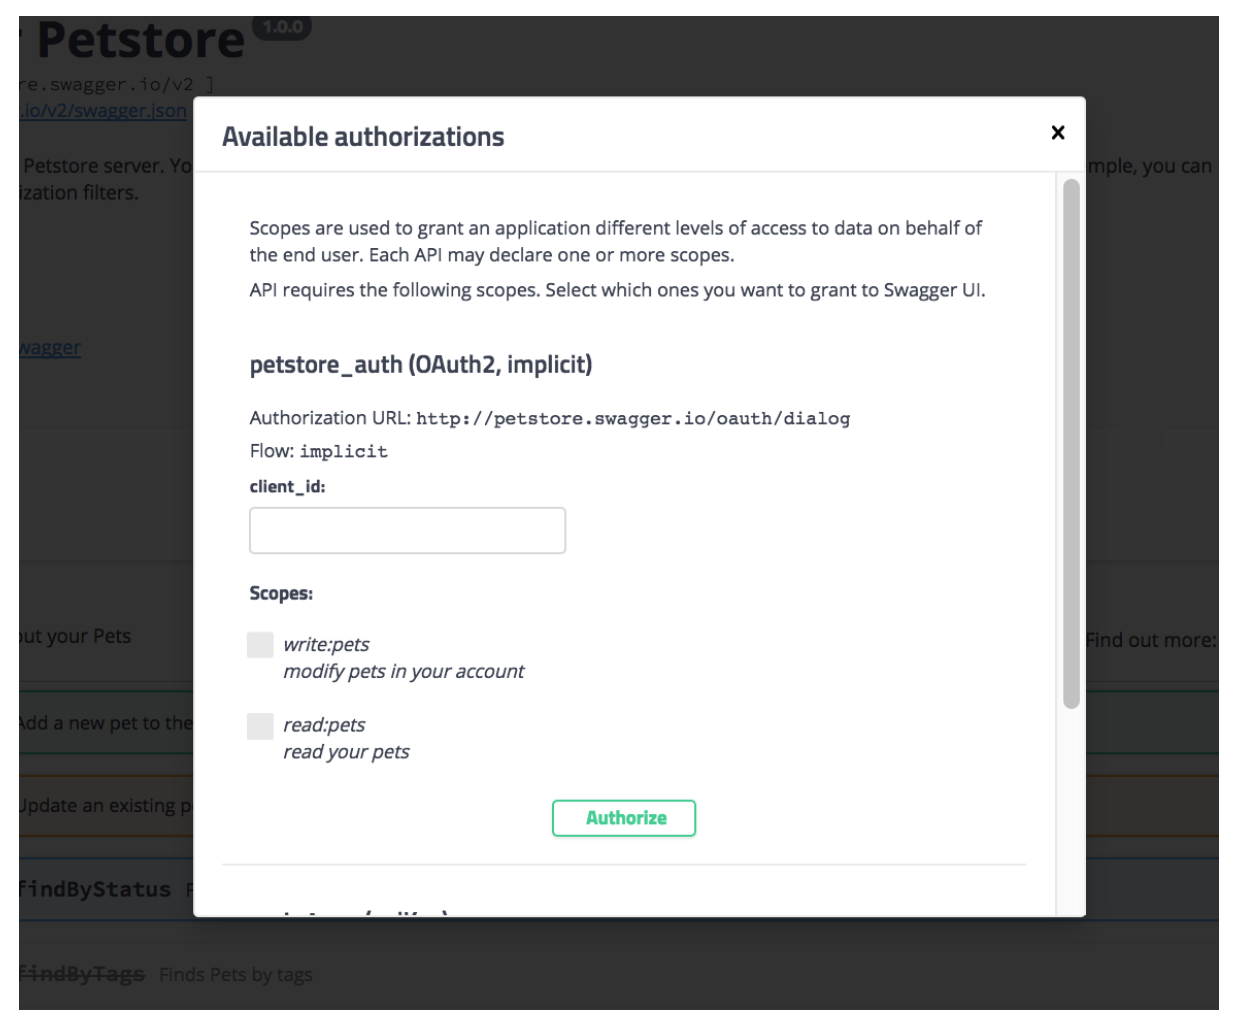 Petstore 1.0.0
re.swagger.io/v2 ]
.io/v2/swagger.json
Available authorizations
x
Petstore server. Yo
mple, you can
ization filters.
Scopes are used to grant an application different levels of access to data on behalf of
the end user. Each API may declare one or more scopes.
API requires the following scopes. Select which ones you want to grant to Swagger UI.
wagger
petstore_auth (OAuth2, implicit)
Authorization URL: http://petstore.swagger.io/oauth/dialog
Flow: implicit
client_id:
Scopes:
out your Pets
Find out more:
write:pets
modify pets in your account
Add a new pet to the
read:pets
read your pets
Update an existing p
Authorize
findByStatus F
findByTags Finds Pets by tags